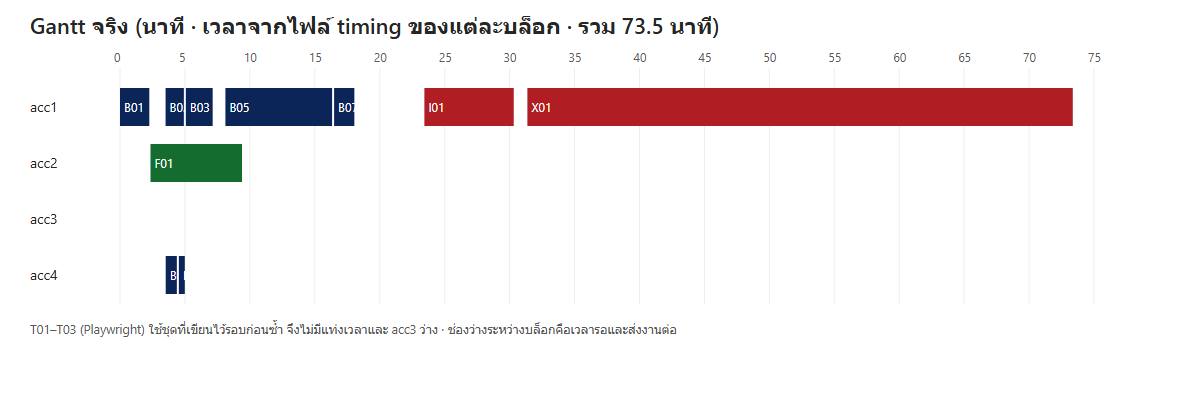 Gantt จริง (นาที · เวลาจากไฟล์ timing ของแต่ละบล็อก · รวม 73.5 นาที)
0 5 10 15 20 25 30 35 40 45 50 55 60 65 70 75
acc1 B01 B0 B03 B05 B07 I01 X01
acc2 F01
acc3
acc4 B
T01–T03 (Playwright) ใช้ชุดที่เขียนไว้รอบก่อนซ้ำ จึงไม่มีแท่งเวลาและ acc3 ว่าง · ช่องว่างระหว่างบล็อกคือเวลารอและส่งงานต่อ